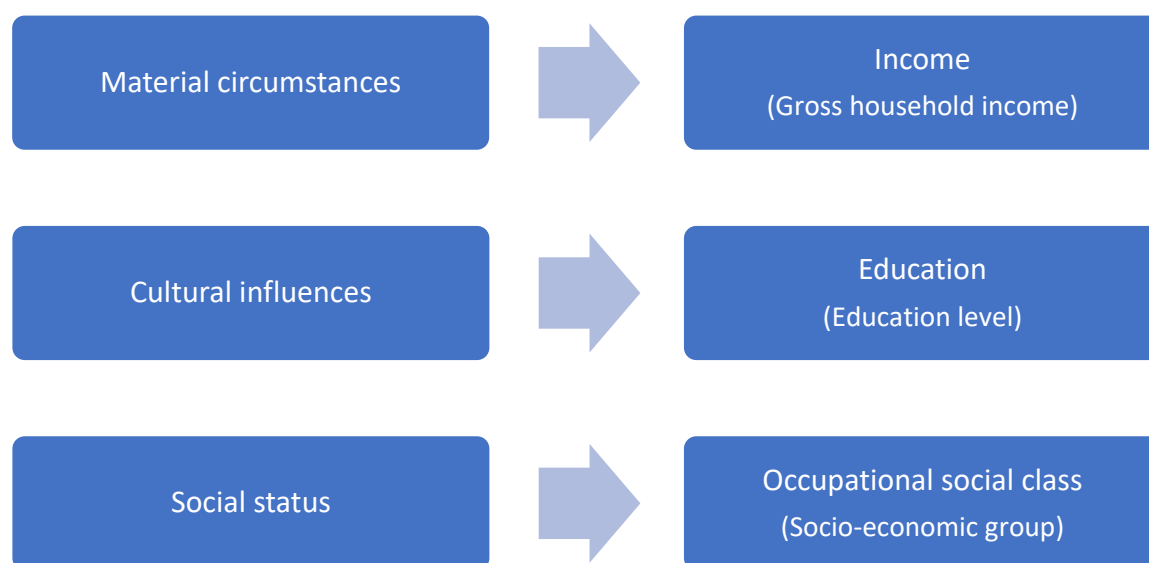 Material circumstances
Income
(Gross household income)
Cultural influences
Education
(Education level)
Social status
Occupational social class
(Socio-economic group)